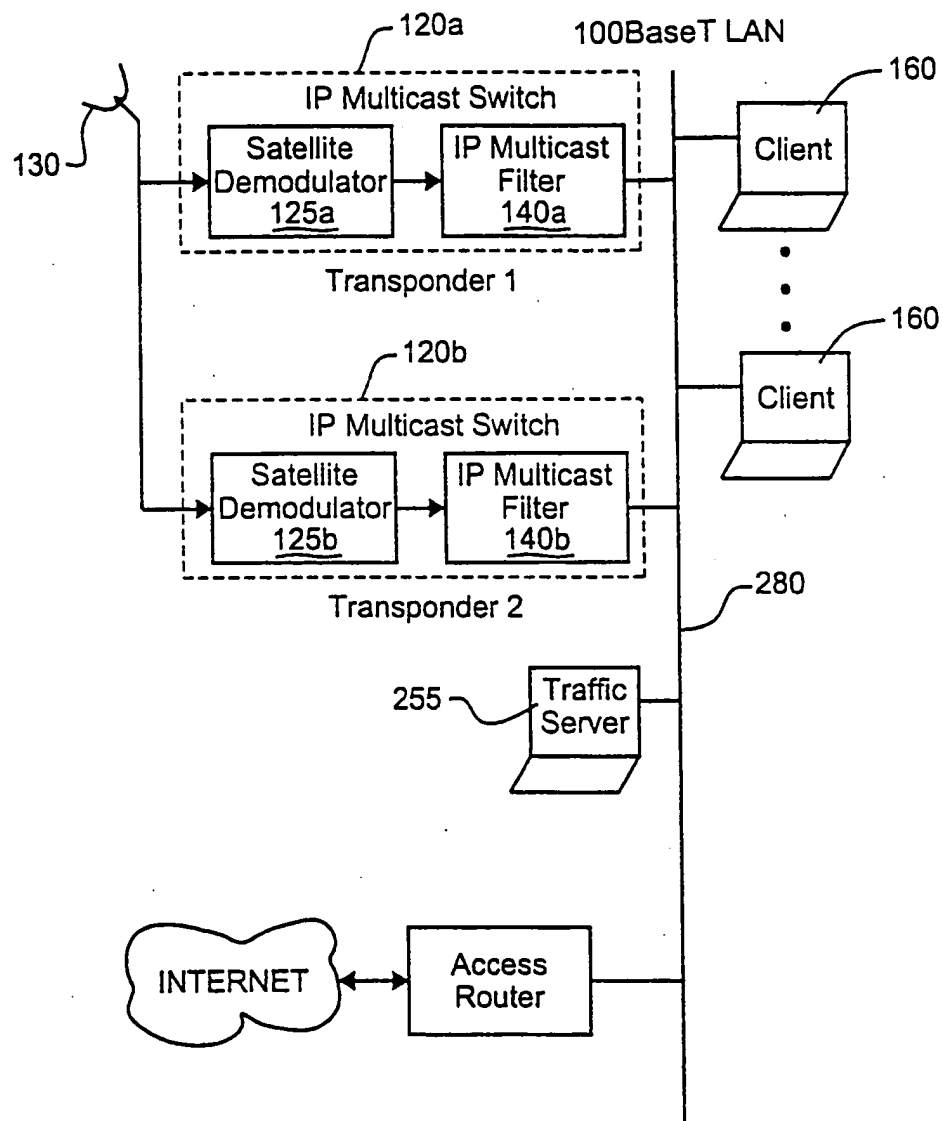 120a
100BaseT LAN
160
IP Multicast Switch
130
Satellite
Demodulator
125a
IP Multicast
Filter
140a
Client
Transponder 1
120b
160
IP Multicast Switch
Client
Satellite
Demodulator
125b
IP Multicast
Filter
140b
Transponder 2
280
255
Traffic
Server
INTERNET
Access
Router